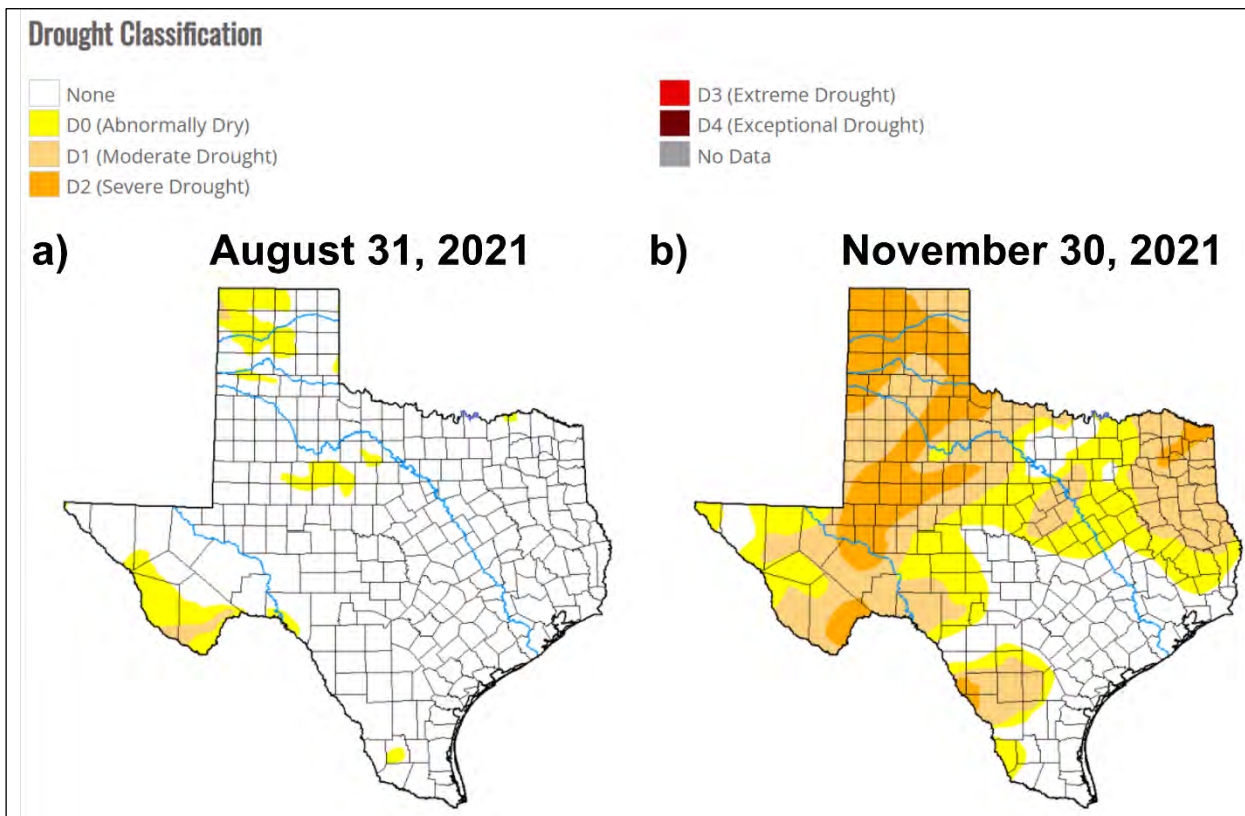 Drought Classification
None
D0 (Abnormally Dry)
D1 (Moderate Drought)
D2 (Severe Drought)
D3 (Extreme Drought)
D4 (Exceptional Drought)
No Data
a) August 31, 2021
b) November 30, 2021